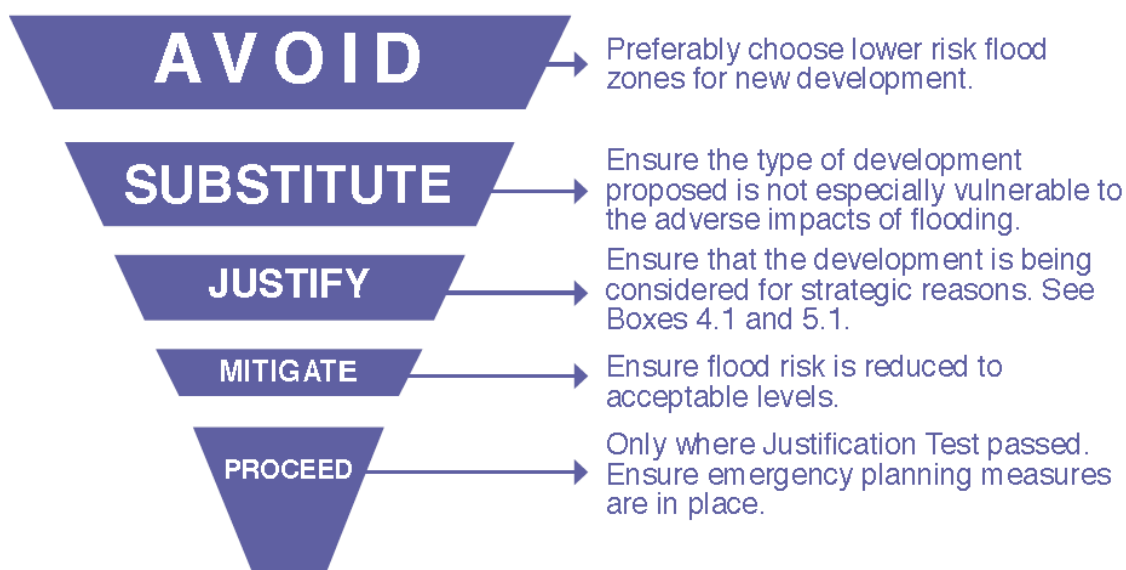 AVOID
Preferably choose lower risk flood
zones for new development.
SUBSTITUTE
Ensure the type of development
proposed is not especially vulnerable to
the adverse impacts of flooding.
JUSTIFY
Ensure that the development is being
considered for strategic reasons. See
Boxes 4.1 and 5.1.
MITIGATE
Ensure flood risk is reduced to
acceptable levels.
PROCEED
Only where Justification Test passed.
Ensure emergency planning measures
are in place.